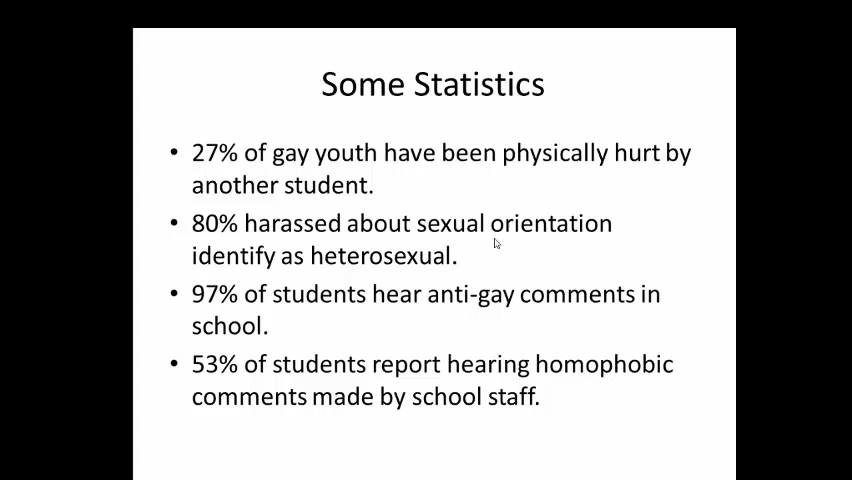 Some Statistics
• 27% of gay youth have been physically hurt by
another student.
• 80% harassed about sexual orientation
identify as heterosexual.
• 97% of students hear anti-gay comments in
school.
• 53% of students report hearing homophobic
comments made by school staff.